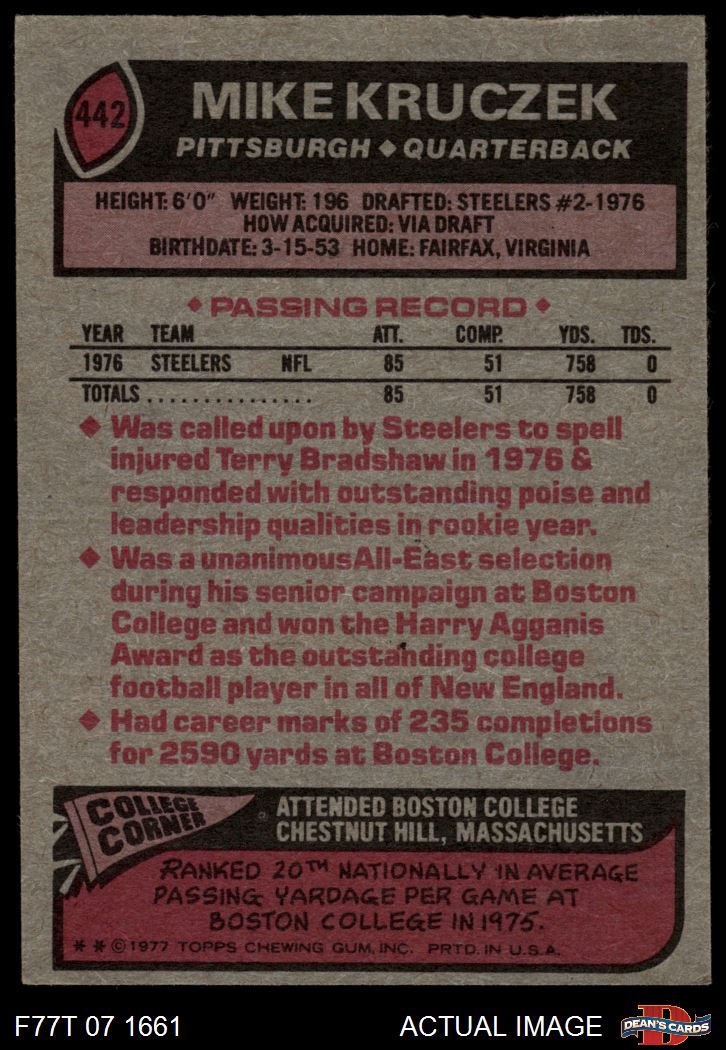 442
MIKE KRUCZEK
PITTSBURGH ◆ QUARTERBACK
HEIGHT: 6'0" WEIGHT: 196 DRAFTED: STEELERS #2-1976
HOW ACQUIRED: VIA DRAFT
BIRTHDATE: 3-15-53 HOME: FAIRFAX, VIRGINIA
◆ PASSING RECORD ◆
YEAR TEAM ATT. COMP. YDS. TDS.
1976 STEELERS NFL 85 51 758 0
TOTALS ............... 85 51 758 0
◆ Was called upon by Steelers to spell
injured Terry Bradshaw in 1976 &
responded with outstanding poise and
leadership qualities in rookie year.
◆ Was a unanimous All-East selection
during his senior campaign at Boston
College and won the Harry Agganis
Award as the outstanding college
football player in all of New England.
◆ Had career marks of 235 completions
for 2590 yards at Boston College.
COLLEGE
CORNER
ATTENDED BOSTON COLLEGE
CHESTNUT HILL, MASSACHUSETTS
RANKED 20TH NATIONALLY IN AVERAGE
PASSING YARDAGE PER GAME AT
BOSTON COLLEGE IN 1975.
* * © 1977 TOPPS CHEWING GUM, INC. PRTD. IN U.S.A.
F77T 07 1661
ACTUAL IMAGE
D
DEAN'S CARDS